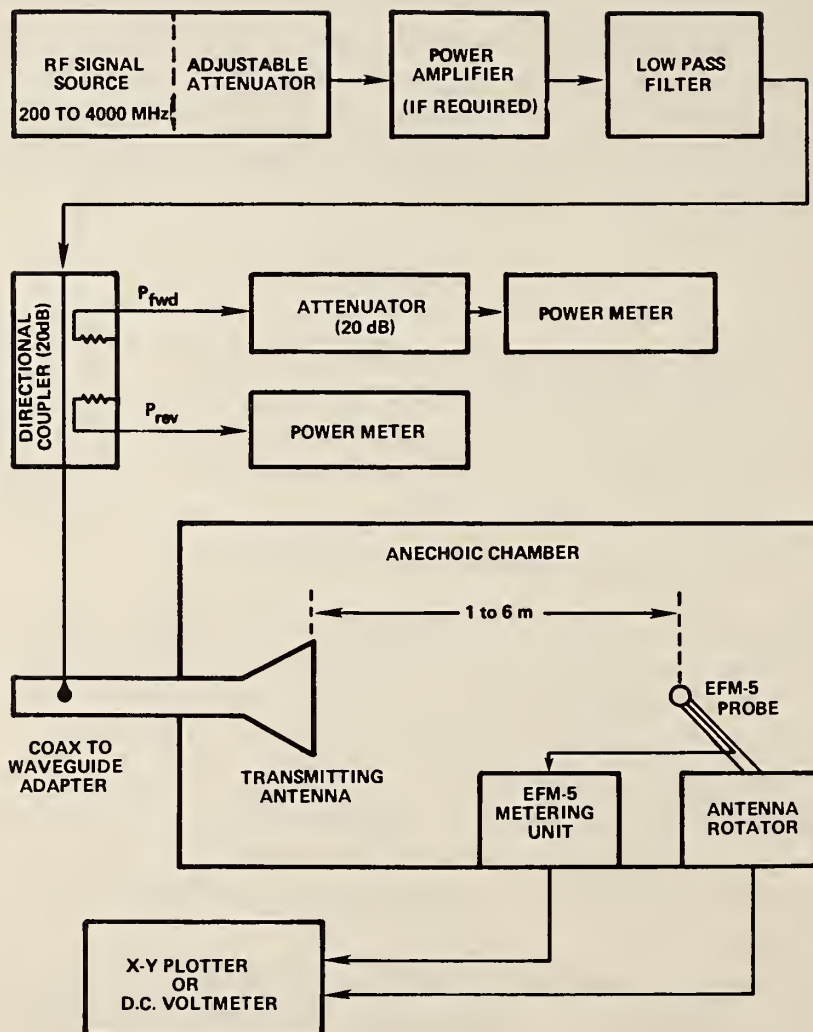 RF SIGNAL
SOURCE
200 TO 4000 MHz
ADJUSTABLE
ATTENUATOR
POWER
AMPLIFIER
(IF REQUIRED)
LOW PASS
FILTER
DIRECTIONAL
COUPLER (20dB)
Pfwd
ATTENUATOR
(20 dB)
POWER METER
Prev
POWER METER
ANECHOIC CHAMBER
1 to 6 m
EFM-5
PROBE
COAX TO
WAVEGUIDE
ADAPTER
TRANSMITTING
ANTENNA
EFM-5
METERING
UNIT
ANTENNA
ROTATOR
X-Y PLOTTER
OR
D.C. VOLTMETER